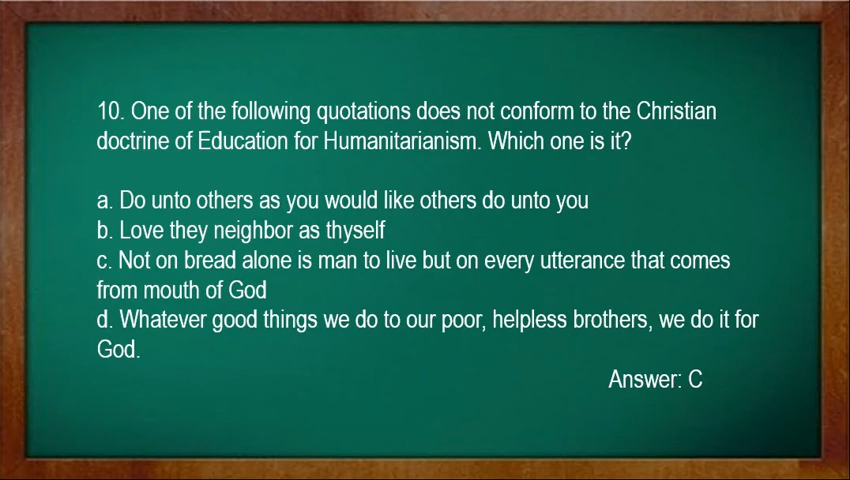 10. One of the following quotations does not conform to the Christian
doctrine of Education for Humanitarianism. Which one is it?
a. Do unto others as you would like others do unto you
b. Love they neighbor as thyself
c. Not on bread alone is man to live but on every utterance that comes
from mouth of God
d. Whatever good things we do to our poor, helpless brothers, we do it for
God.
Answer: C